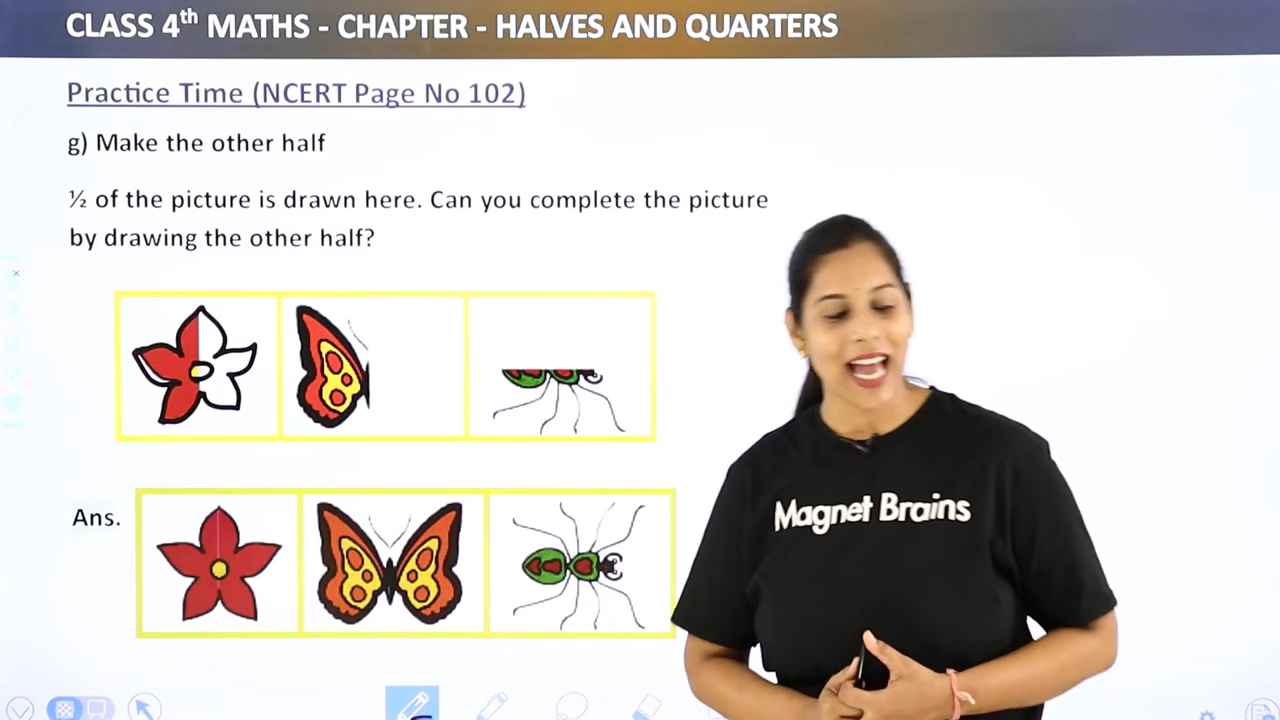 CLASS 4th MATHS - CHAPTER - HALVES AND QUARTERS
Practice Time (NCERT Page No 102)
g) Make the other half
½ of the picture is drawn here. Can you complete the picture
by drawing the other half?
Ans.
Magnet Brains